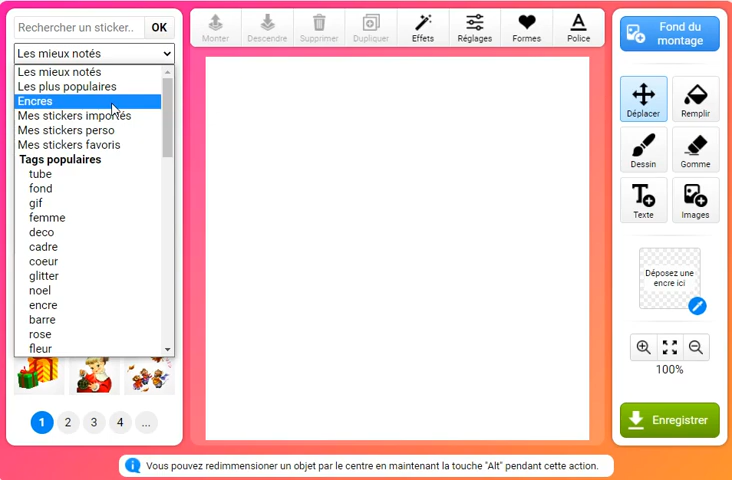 Rechercher un sticker..
OK
Les mieux notés
Les mieux notés
Les plus populaires
Encres
Mes stickers importés
Mes stickers perso
Mes stickers favoris
Tags populaires
tube
fond
gif
femme
deco
cadre
coeur
glitter
noel
encre
barre
rose
fleur
1 2 3 4 ...
Monter
Descendre
Supprimer
Dupliquer
Effets
Réglages
Formes
Police
Fond du
montage
Déplacer
Remplir
Dessin
Gomme
Texte
Images
Déposez une
encre ici
100%
Enregistrer
Vous pouvez redimmensioner un objet par le centre en maintenant la touche "Alt" pendant cette action.